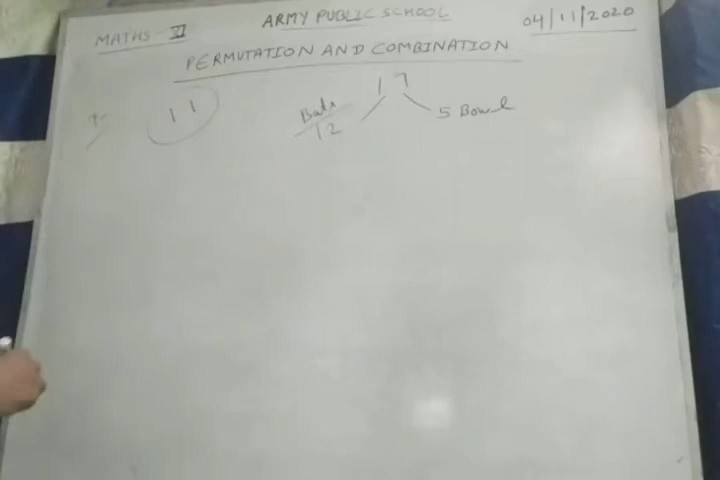 ARMY PUBLIC SCHOOL
04/11/2020
MATHS - XI
PERMUTATION AND COMBINATION
17
11
Bats
12
5 Bowl